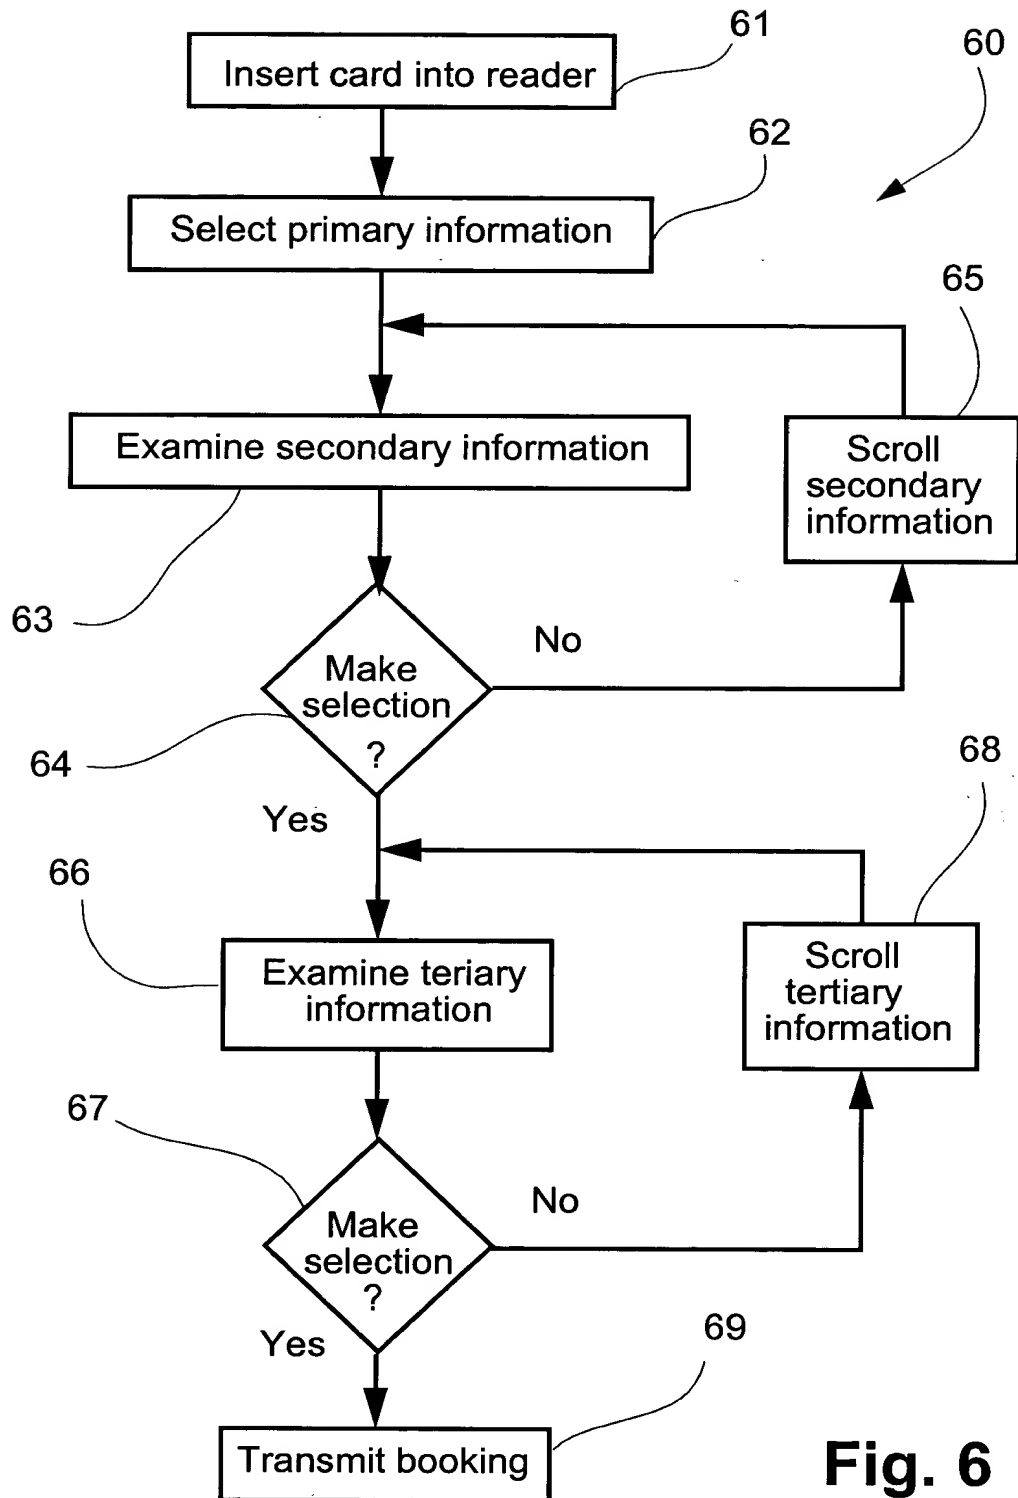 61
Insert card into reader
60
62
Select primary information
65
Examine secondary information
Scroll
secondary
information
63
No
Make
selection
?
64
Yes
68
66
Examine teriary
information
Scroll
tertiary
information
67
No
Make
selection
?
Yes
69
Transmit booking
Fig. 6